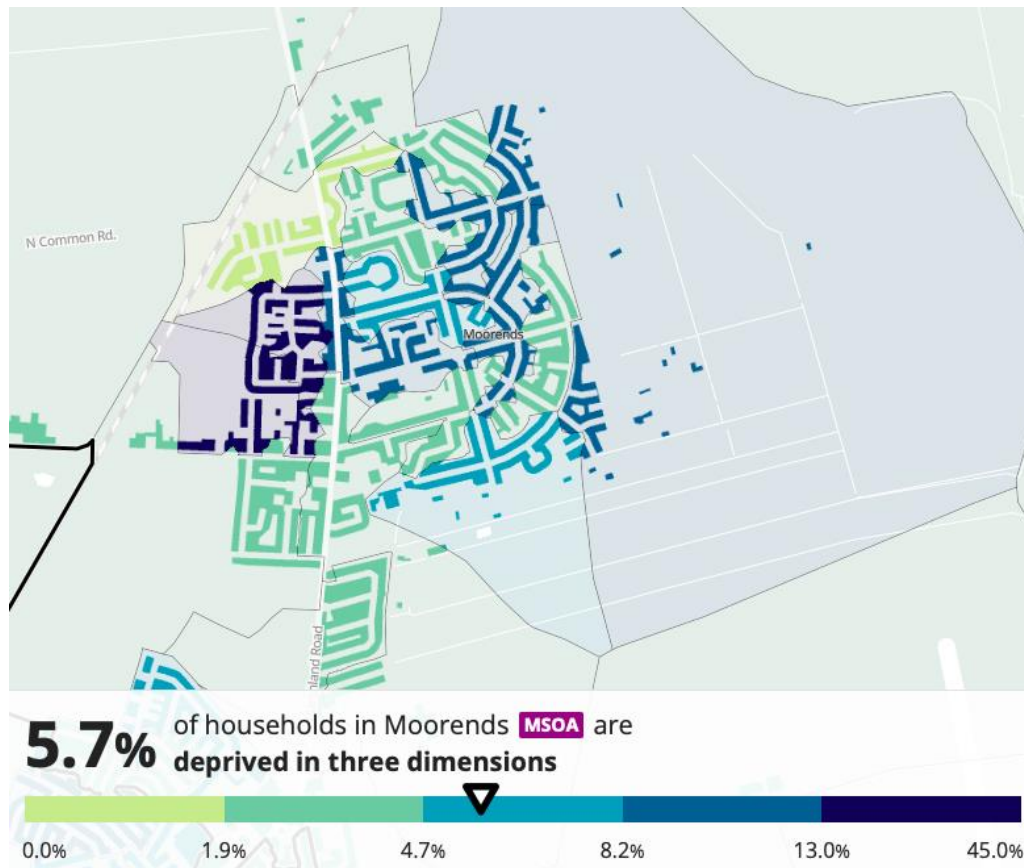 N Common Rd.
Moorends
nland Road
5.7% of households in Moorends MSOA are
deprived in three dimensions
0.0% 1.9% 4.7% 8.2% 13.0% 45.0%